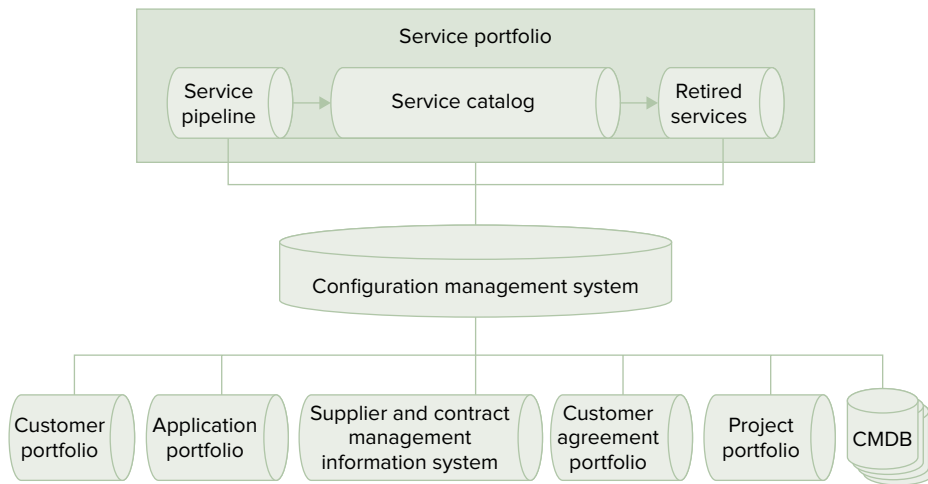 Service portfolio
Service
pipeline
Service catalog
Retired
services
Configuration management system
Customer
portfolio
Application
portfolio
Supplier and contract
management
information system
Customer
agreement
portfolio
Project
portfolio
CMDB